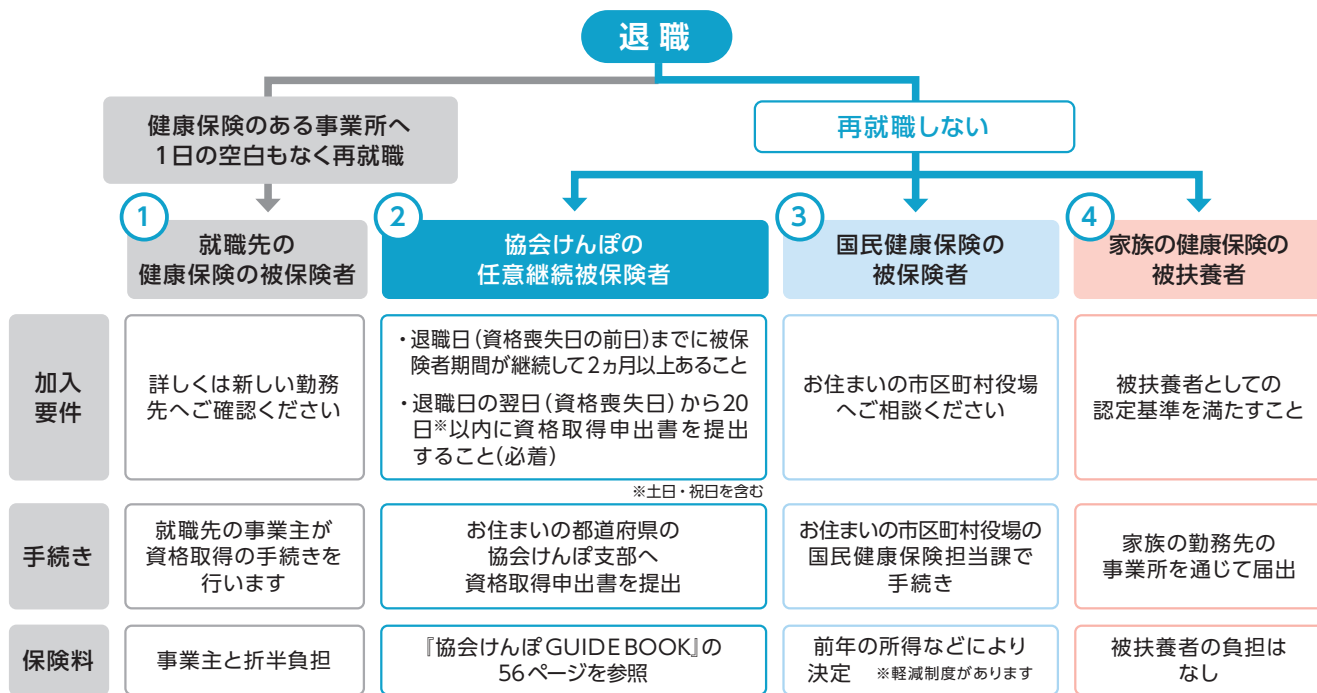 退職
健康保険のある事業所へ
1日の空白もなく再就職
再就職しない
1
就職先の
健康保険の被保険者
2
協会けんぽの
任意継続被保険者
3
国民健康保険の
被保険者
4
家族の健康保険の
被扶養者
加入
要件
詳しくは新しい勤務
先へご確認ください
・退職日(資格喪失日の前日)までに被保
険者期間が継続して2ヵ月以上あること
・退職日の翌日(資格喪失日)から20
日※以内に資格取得申出書を提出
すること(必着)
※土日・祝日を含む
お住まいの市区町村役場
へご相談ください
被扶養者としての
認定基準を満たすこと
手続き
就職先の事業主が
資格取得の手続きを
行います
お住まいの都道府県の
協会けんぽ支部へ
資格取得申出書を提出
お住まいの市区町村役場の
国民健康保険担当課で
手続き
家族の勤務先の
事業所を通じて届出
保険料
事業主と折半負担
『協会けんぽGUIDE BOOK』の
56ページを参照
前年の所得などにより
決定 ※軽減制度があります
被扶養者の負担は
なし